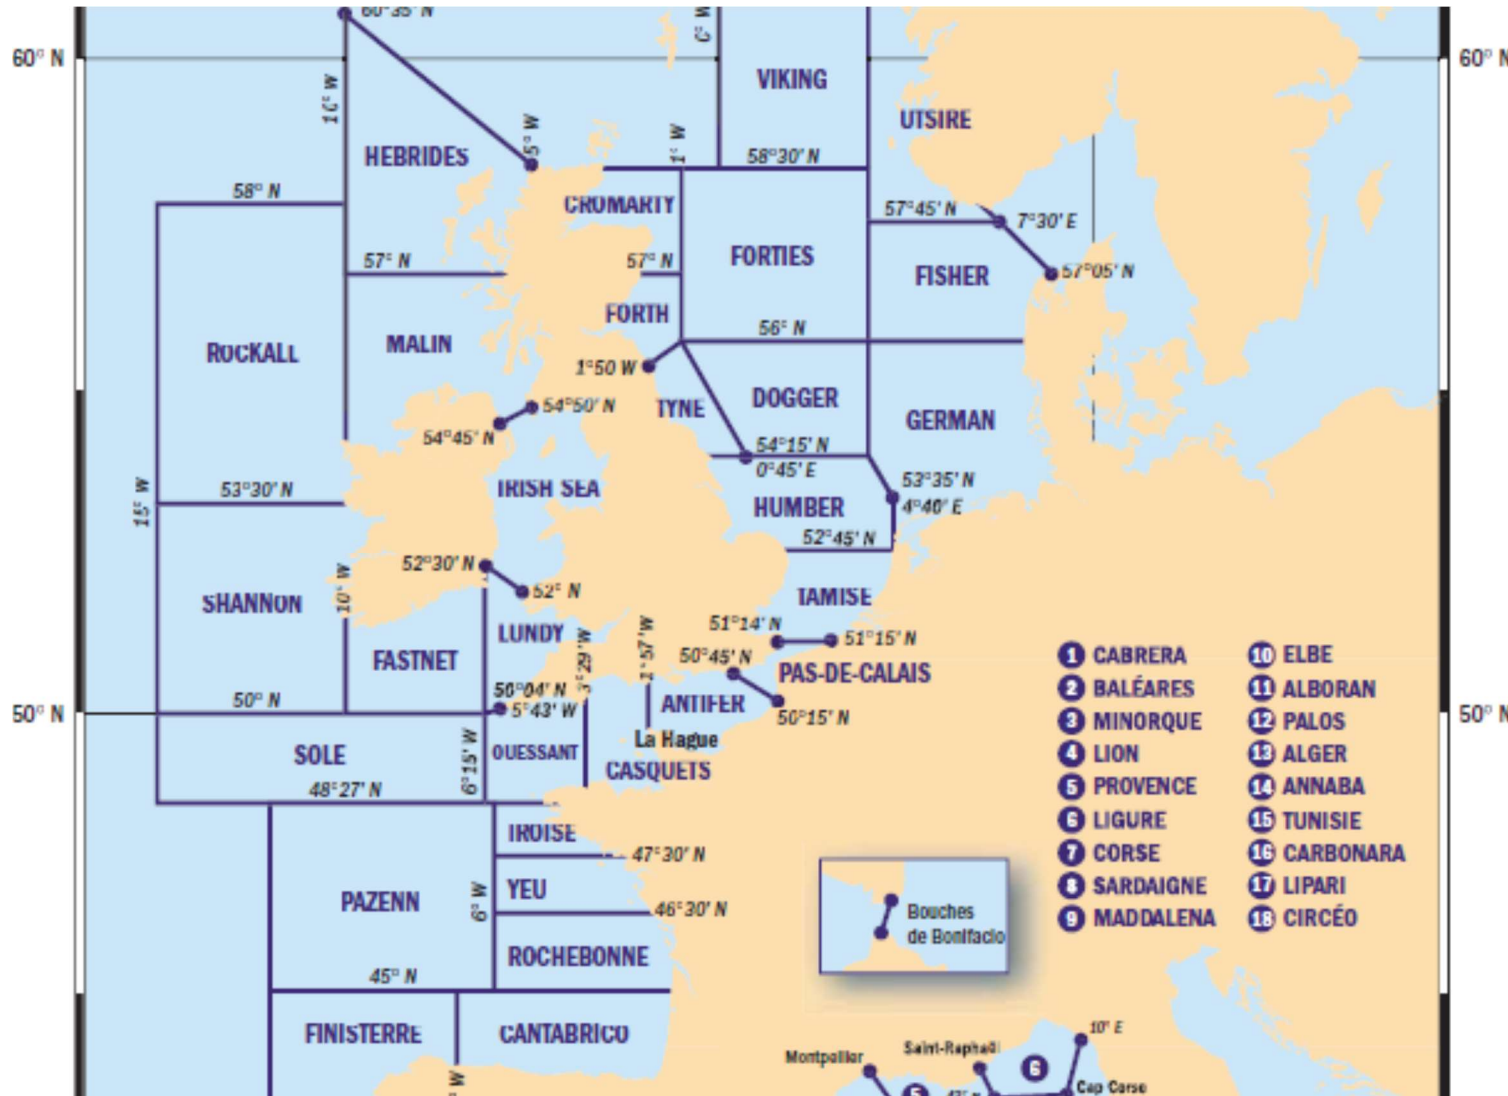 60°35' N
60° N
60° N
10° W
VIKING
5° W
1° W
UTSIRE
HEBRIDES
58°30' N
58° N
CROMARTY
57°45' N
7°30' E
57° N
57° N
FORTIES
FISHER
57°05' N
FORTH
56° N
ROCKALL
MALIN
1°50 W
DOGGER
TYNE
54°50' N
GERMAN
54°45' N
54°15' N
0°45' E
53°35' N
4°40' E
53°30' N
IRISH SEA
15° W
HUMBER
52°45' N
52°30' N
52° N
10° W
SHANNON
TAMISE
51°14' N
51°15' N
LUNDY
3°29' W
1°57' W
50°45' N
FASTNET
PAS-DE-CALAIS
50° N
50° N
50° N
50°04' N
5°43' W
ANTIFER
50°15' N
La Hague
SOLE
6°15' W
OUESSANT
CASQUETS
48°27' N
IROISE
47°30' N
PAZENN
6° W
YEU
46°30' N
ROCHEBONNE
45° N
FINISTERRE
CANTABRICO
W
1 CABRERA
2 BALÉARES
3 MINORQUE
4 LION
5 PROVENCE
6 LIGURE
7 CORSE
8 SARDAIGNE
9 MADDALENA
10 ELBE
11 ALBORAN
12 PALOS
13 ALGER
14 ANNABA
15 TUNISIE
16 CARBONARA
17 LIPARI
18 CIRCÉO
Bouches
de Bonifacio
10° E
Montpellier
Saint-Raphaël
6
5
Cap Corse